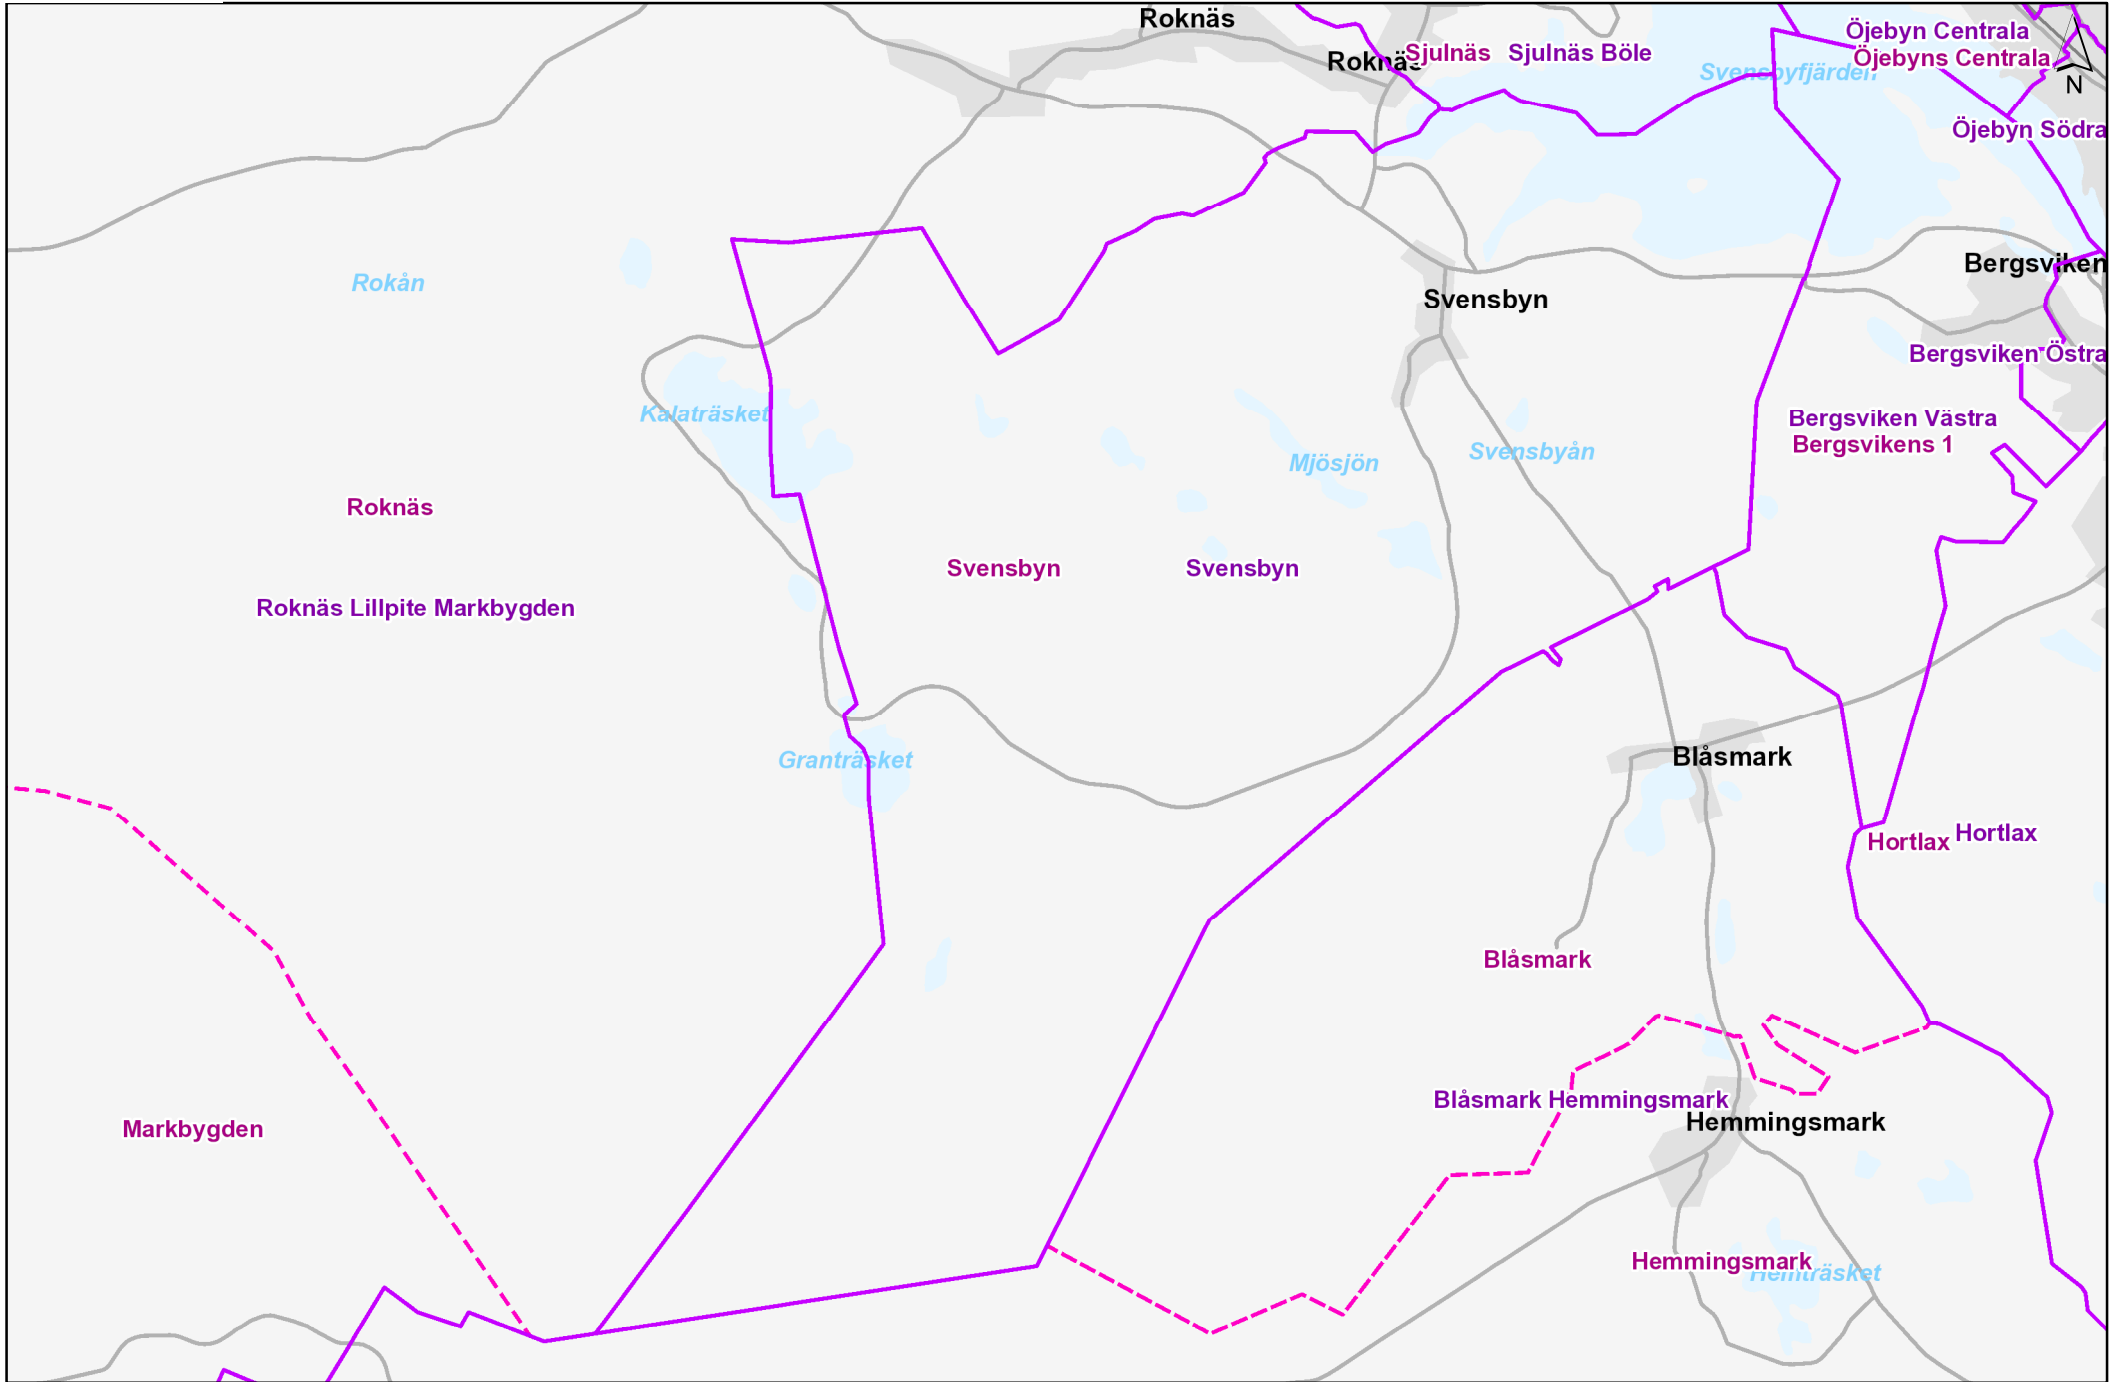 Roknäs
Öjebyn Centrala
Roknäs
Sjulnäs
Sjulnäs Böle
Öjebyns Centrala
Svensbyfjärden
N
Öjebyn Södra
Bergsviken
Rokån
Svensbyn
Bergsviken Östra
Kalaträsket
Bergsviken Västra
Bergsvikens 1
Svensbyån
Mjösjön
Roknäs
Svensbyn
Svensbyn
Roknäs Lillpite Markbygden
Granträsket
Blåsmark
Hortlax
Hortlax
Blåsmark
Blåsmark Hemmingsmark
Hemmingsmark
Markbygden
Hemmingsmark
Hemträsket